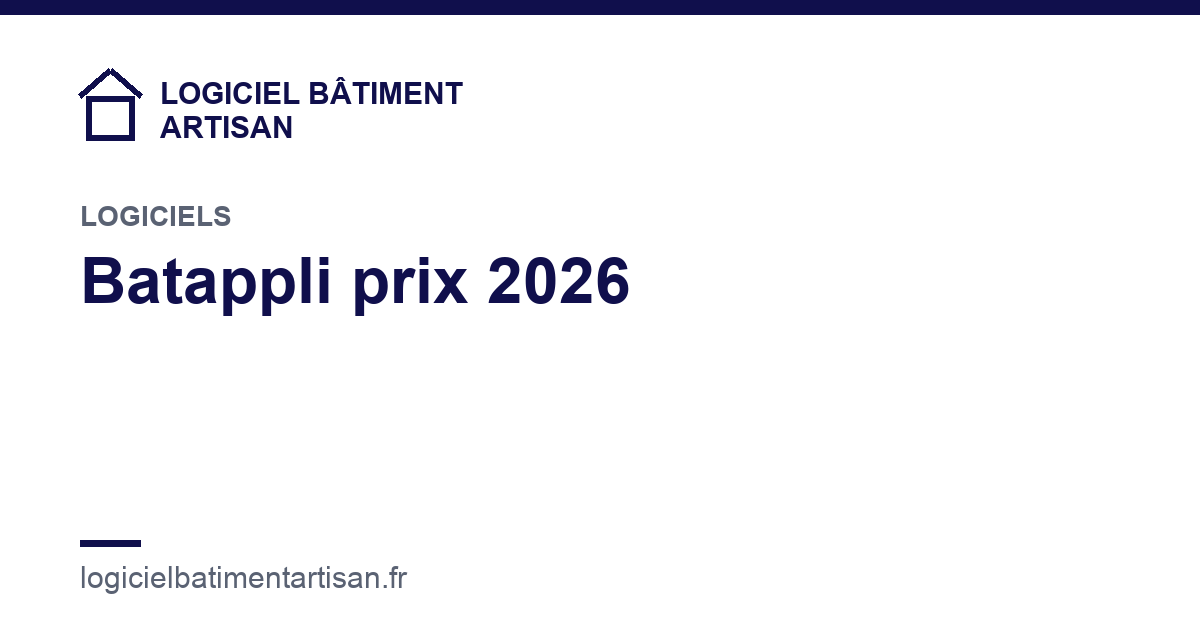 LOGICIEL BÂTIMENT
ARTISAN
LOGICIELS
Batappli prix 2026
logicielbatimentartisan.fr